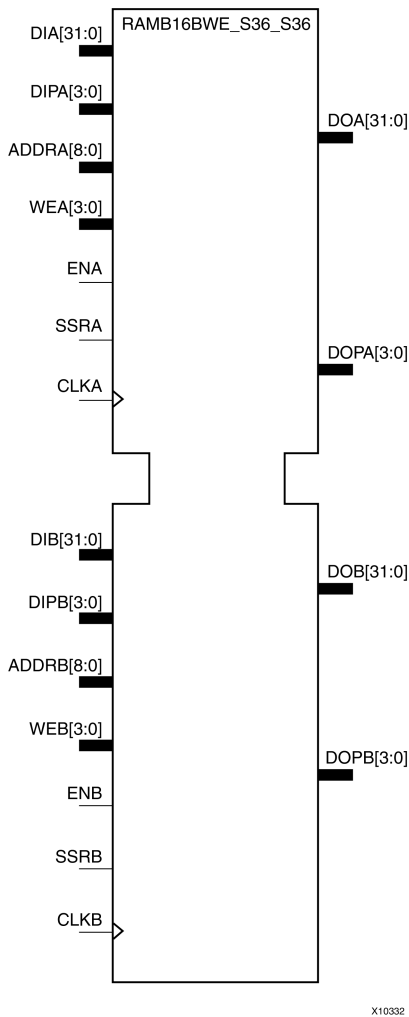 RAMB16BWE_S36_S36
DIA[31:0]
DIPA[3:0]
ADDRA[8:0]
WEA[3:0]
ENA
SSRA
CLKA
DOA[31:0]
DOPA[3:0]
DIB[31:0]
DIPB[3:0]
ADDRB[8:0]
WEB[3:0]
ENB
SSRB
CLKB
DOB[31:0]
DOPB[3:0]
X10332